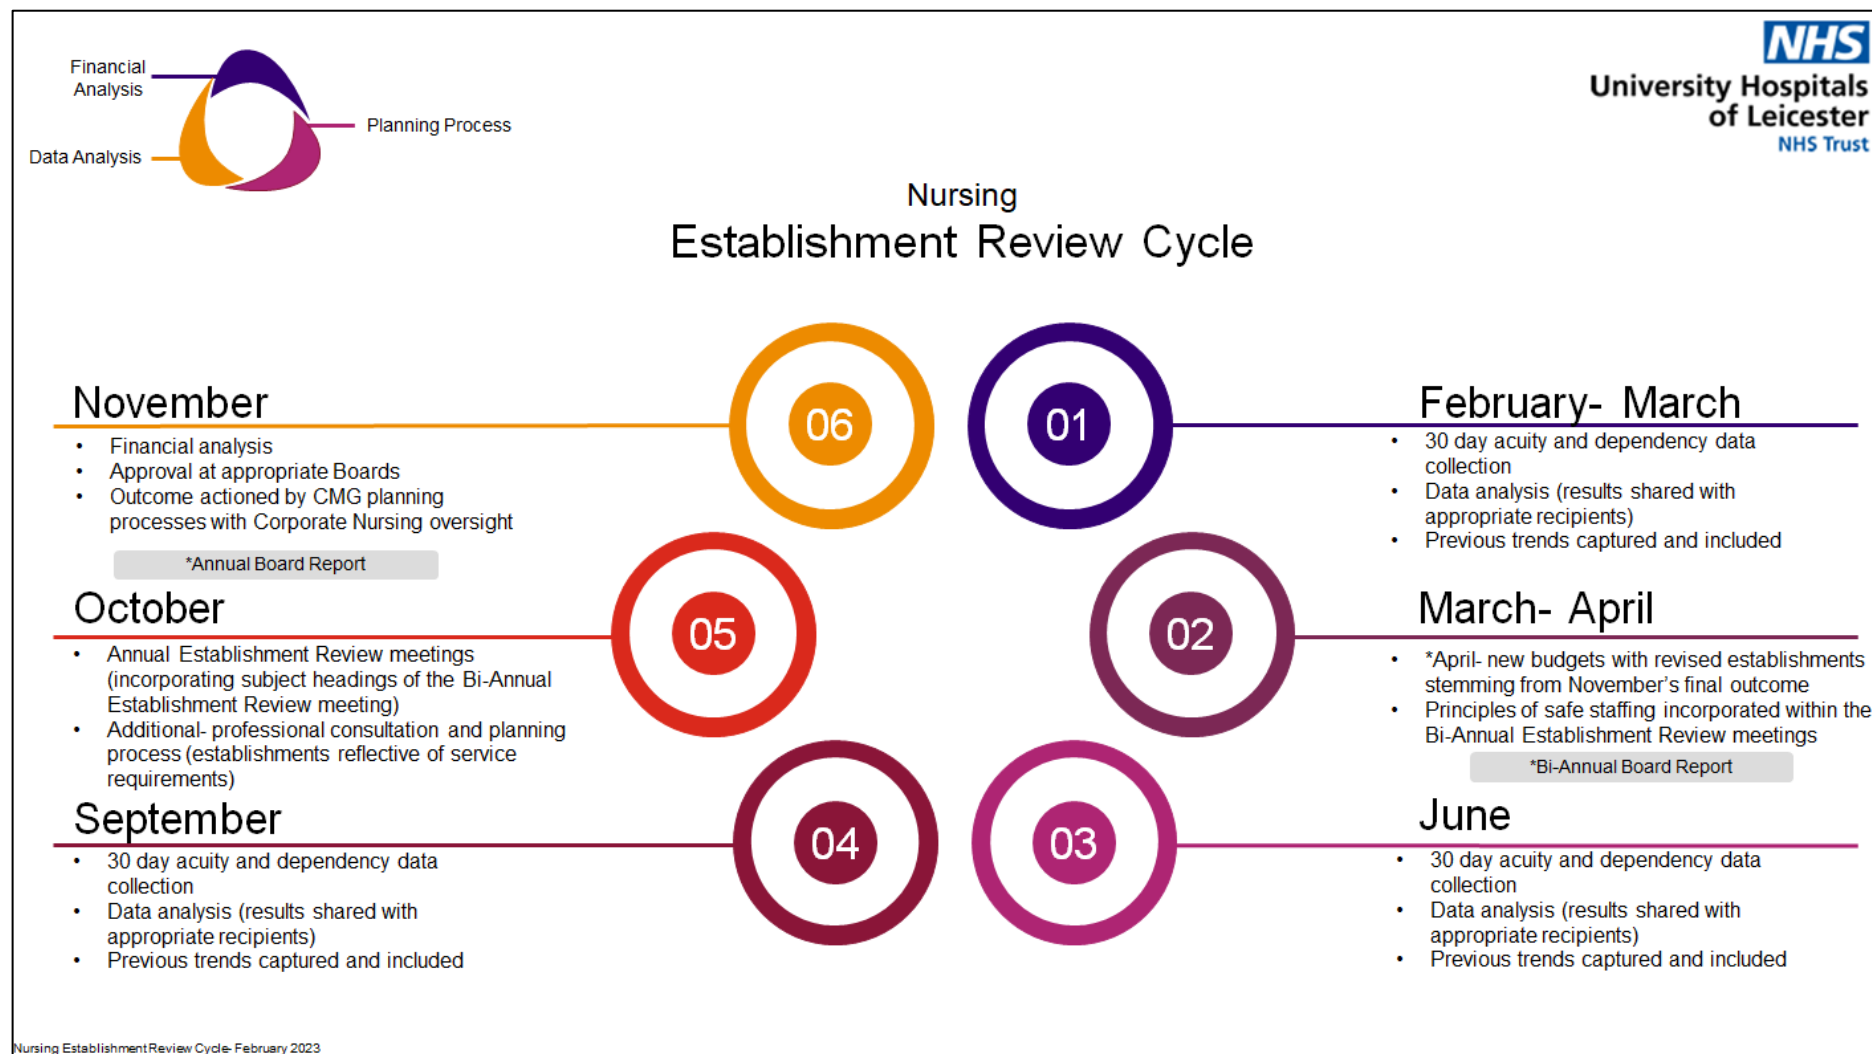 Financial
Analysis
Planning Process
Data Analysis
NHS
University Hospitals
of Leicester
NHS Trust
Nursing
Establishment Review Cycle
01
February- March
• 30 day acuity and dependency data
collection
• Data analysis (results shared with
appropriate recipients)
• Previous trends captured and included
02
March- April
• *April- new budgets with revised establishments
stemming from November's final outcome
• Principles of safe staffing incorporated within the
Bi-Annual Establishment Review meetings
*Bi-Annual Board Report
03
June
• 30 day acuity and dependency data
collection
• Data analysis (results shared with
appropriate recipients)
• Previous trends captured and included
04
September
• 30 day acuity and dependency data
collection
• Data analysis (results shared with
appropriate recipients)
• Previous trends captured and included
05
October
• Annual Establishment Review meetings
(incorporating subject headings of the Bi-Annual
Establishment Review meeting)
• Additional- professional consultation and planning
process (establishments reflective of service
requirements)
06
November
• Financial analysis
• Approval at appropriate Boards
• Outcome actioned by CMG planning
processes with Corporate Nursing oversight
*Annual Board Report
Nursing Establishment Review Cycle- February 2023